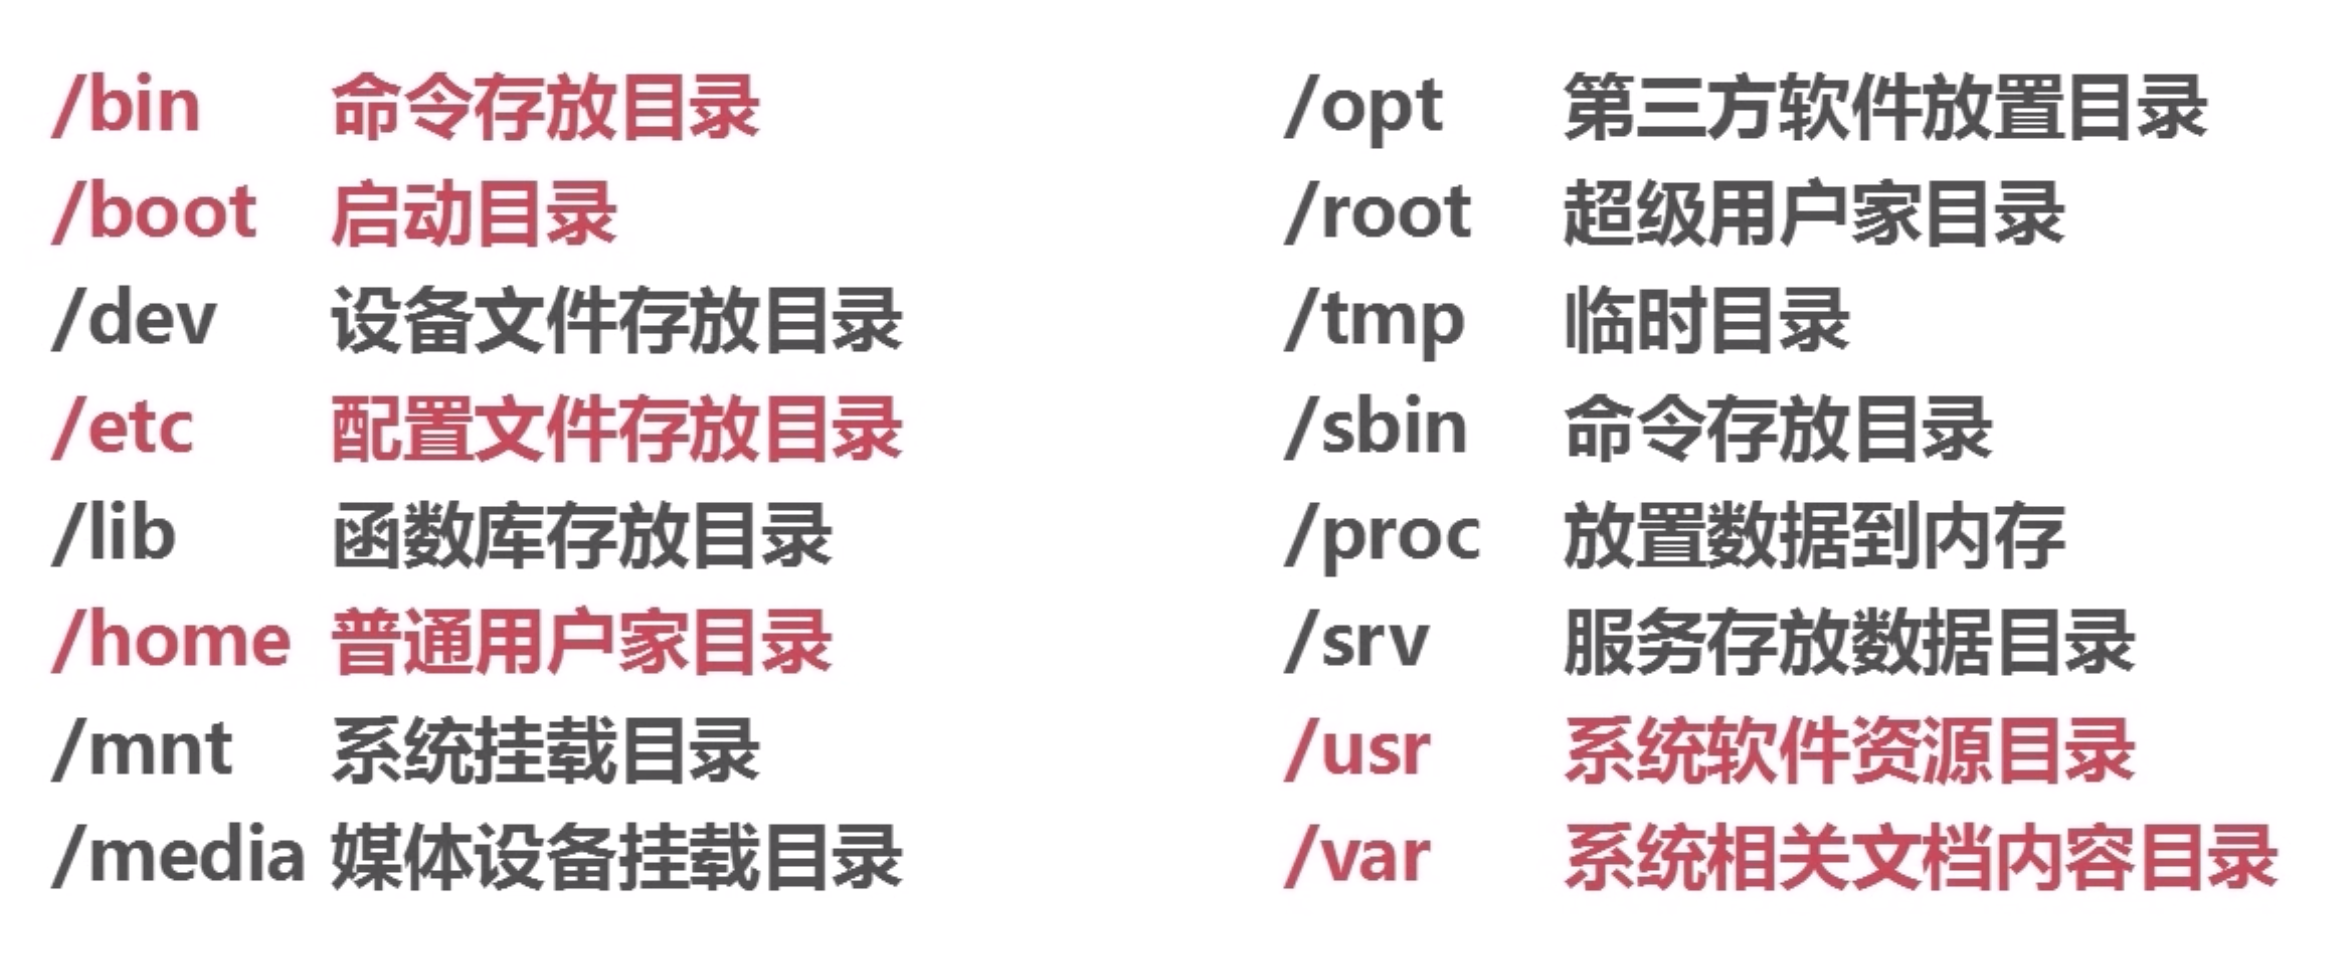 /bin 命令存放目录
/boot 启动目录
/dev 设备文件存放目录
/etc 配置文件存放目录
/lib 函数库存放目录
/home 普通用户家目录
/mnt 系统挂载目录
/media 媒体设备挂载目录
/opt 第三方软件放置目录
/root 超级用户家目录
/tmp 临时目录
/sbin 命令存放目录
/proc 放置数据到内存
/srv 服务存放数据目录
/usr 系统软件资源目录
/var 系统相关文档内容目录